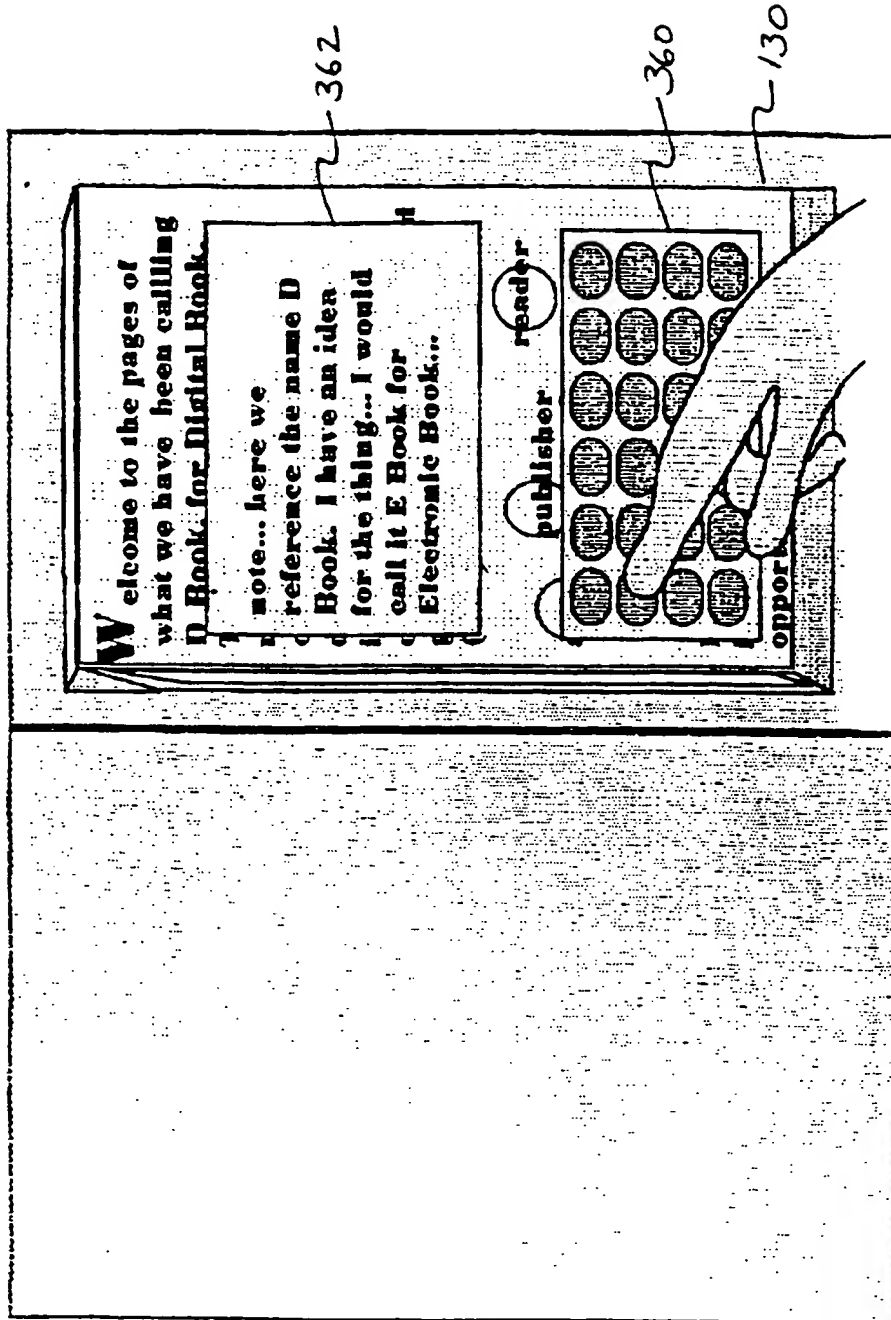 Welcome to the pages of
what we have been callling
D Book, for Digital Book.
note... here we
reference the name D
Book. I have an idea
for the thing... I would
call it E Book for
Electronic Book...
publisher
reader
oppor
362
360
130